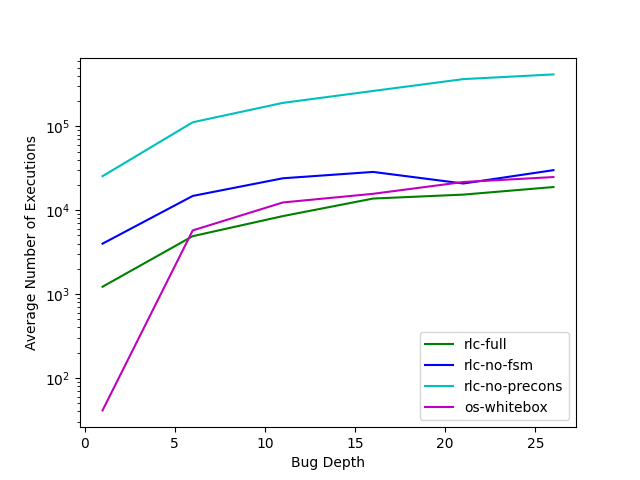 10^5
10^4
10^3
10^2
Average Number of Executions
0 5 10 15 20 25
Bug Depth
rlc-full
rlc-no-fsm
rlc-no-precons
os-whitebox